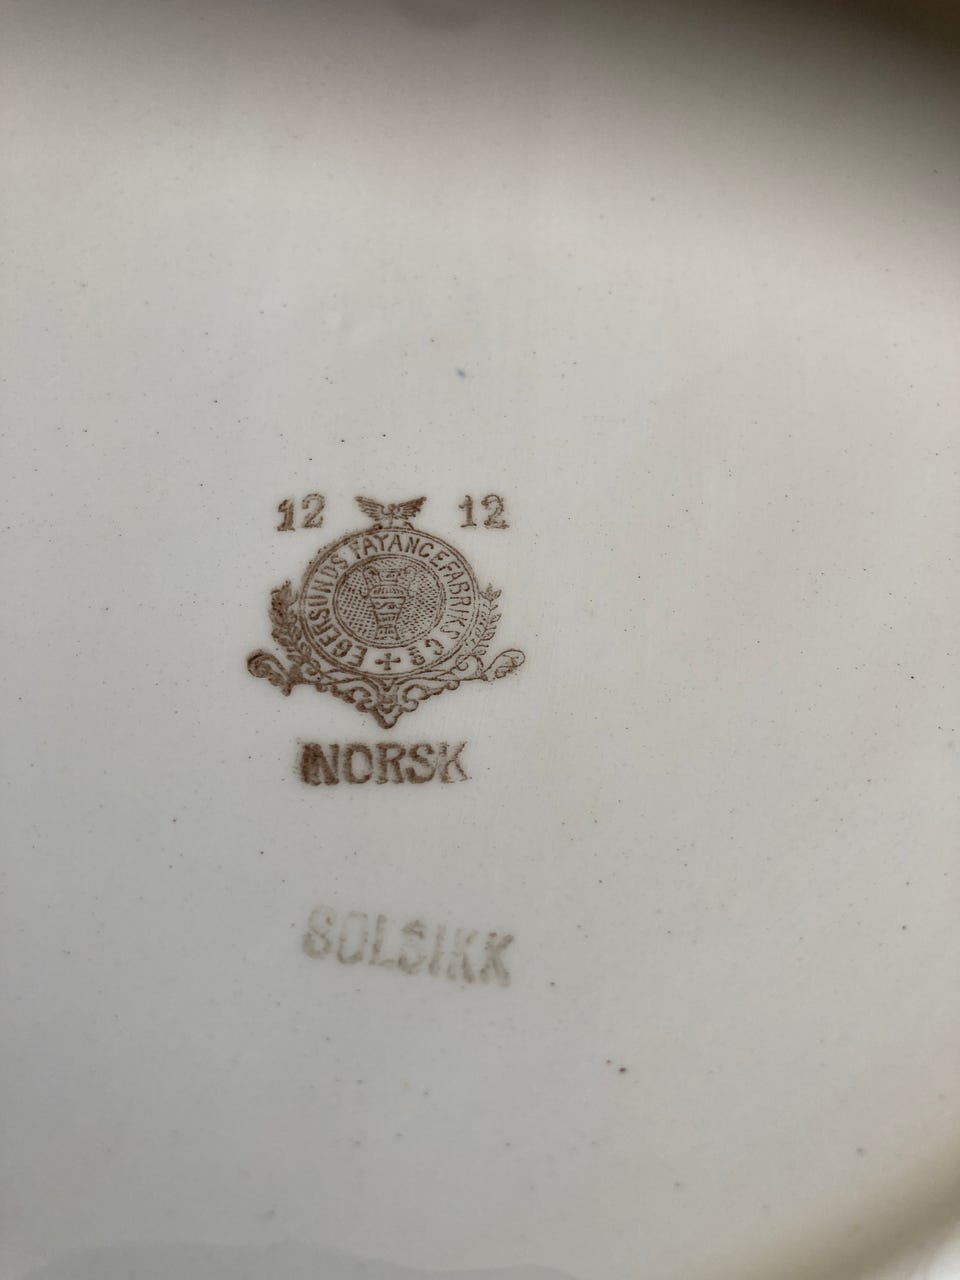 12 12
EGERSUNDS FAYANCEFABRIKS Co
NORSK
SOLSIKK